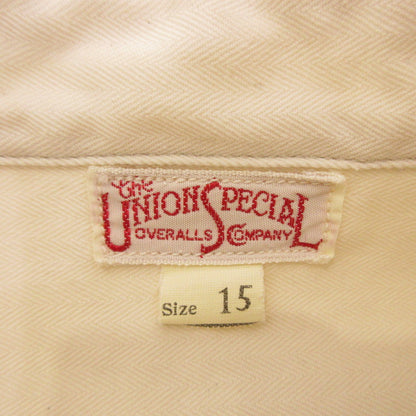 The
UNION SPECIAL
OVERALLS COMPANY
Size 15